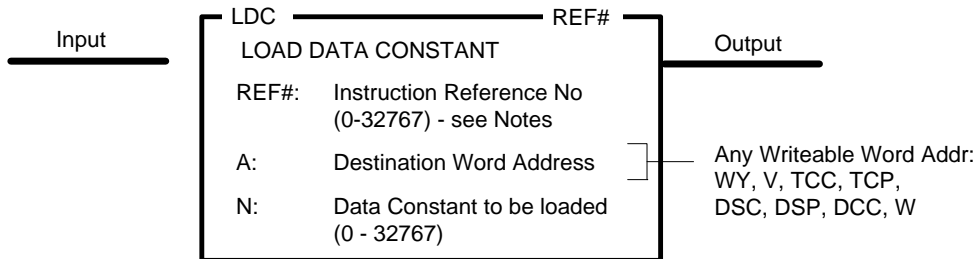 LDC REF#
Input
LOAD DATA CONSTANT
Output
REF#: Instruction Reference No
(0-32767) - see Notes
A: Destination Word Address
Any Writeable Word Addr:
WY, V, TCC, TCP,
DSC, DSP, DCC, W
N: Data Constant to be loaded
(0 - 32767)